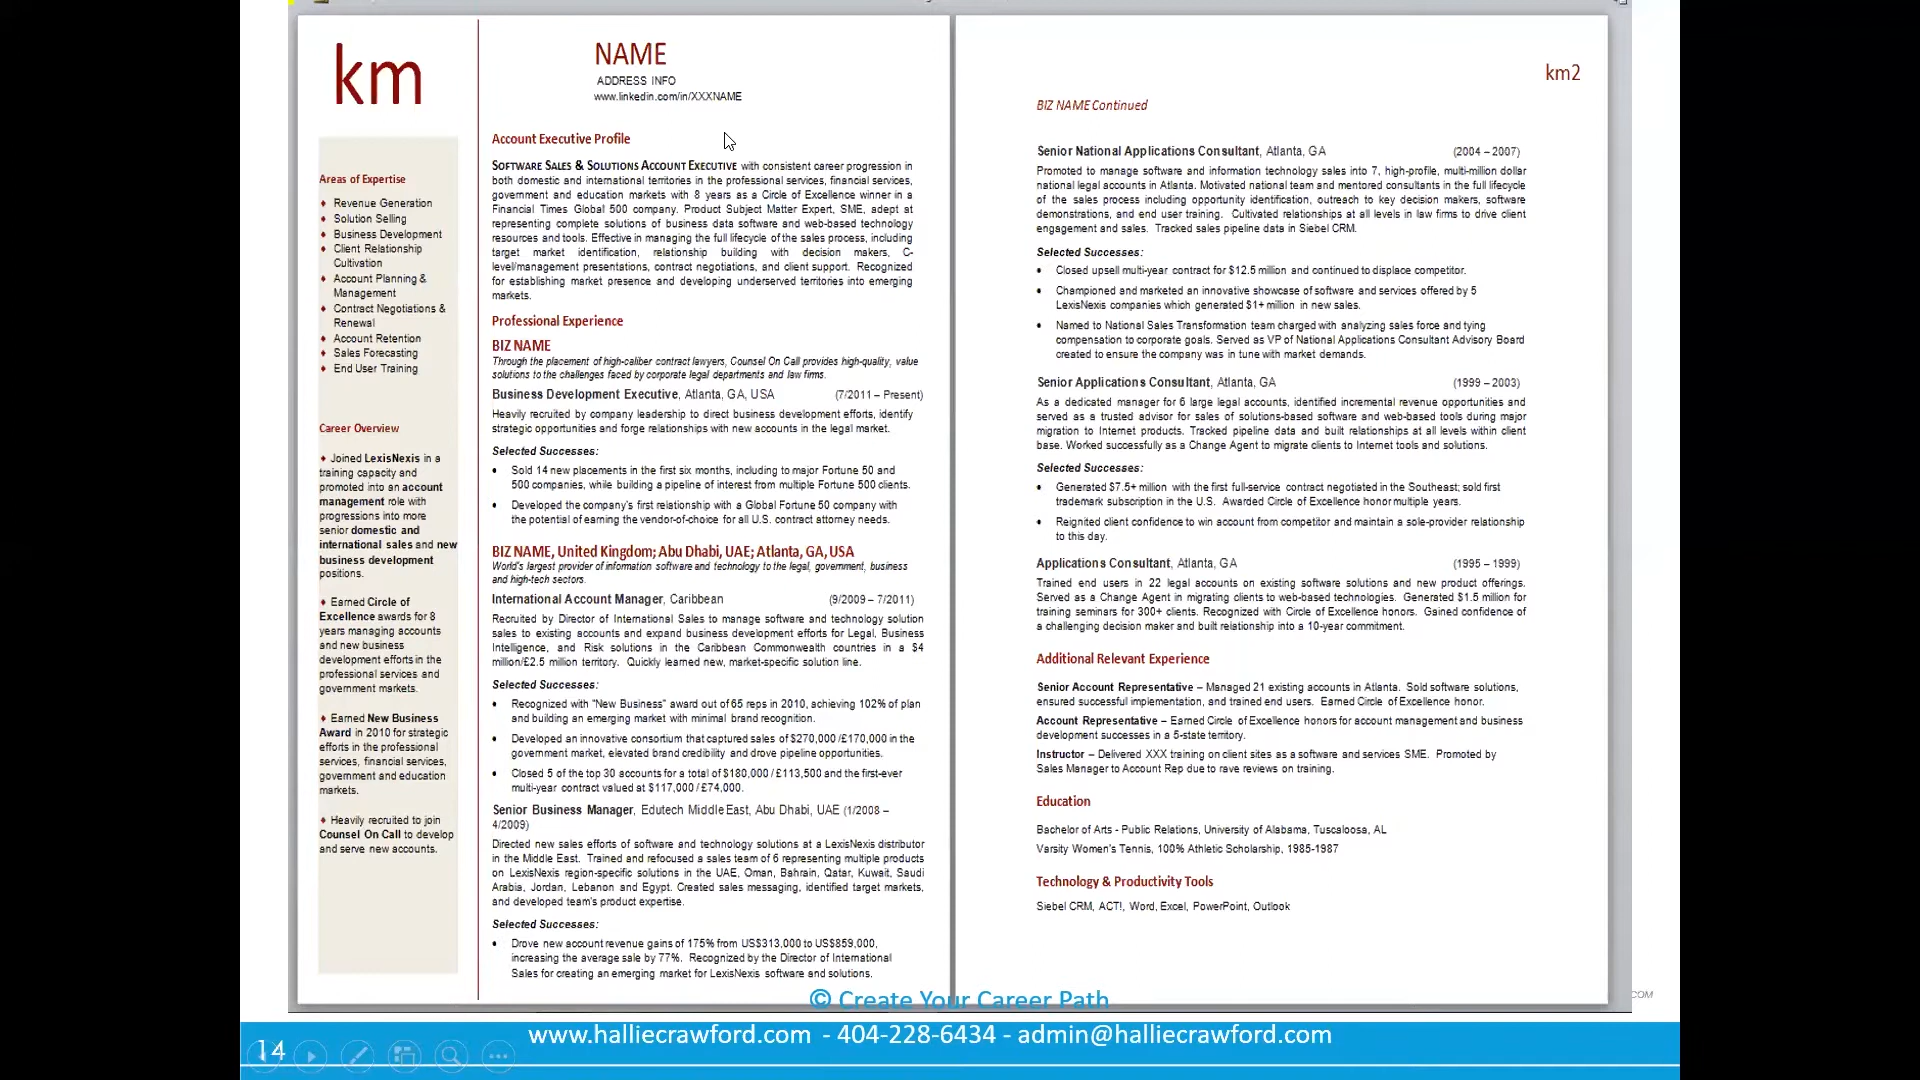 km
NAME
ADDRESS INFO
www.linkedin.com/in/XXXNAME
Areas of Expertise
♦ Revenue Generation
♦ Solution Selling
♦ Business Development
♦ Client Relationship
Cultivation
♦ Account Planning &
Management
♦ Contract Negotiations &
Renewal
♦ Account Retention
♦ Sales Forecasting
♦ End User Training
Career Overview
♦ Joined LexisNexis in a
training capacity and
promoted into an account
management role with
progressions into more
senior domestic and
international sales and new
business development
positions.
♦ Earned Circle of
Excellence awards for 8
years managing accounts
and new business
development efforts in the
professional services and
government markets.
♦ Earned New Business
Award in 2010 for strategic
efforts in the professional
services, financial services,
government and education
markets.
♦ Heavily recruited to join
Counsel On Call to develop
and serve new accounts.
Account Executive Profile
SOFTWARE SALES & SOLUTIONS ACCOUNT EXECUTIVE with consistent career progression in
both domestic and international territories in the professional services, financial services,
government and education markets with 8 years as a Circle of Excellence winner in a
Financial Times Global 500 company. Product Subject Matter Expert, SME, adept at
representing complete solutions of business data software and web-based technology
resources and tools. Effective in managing the full lifecycle of the sales process, including
target market identification, relationship building with decision makers, C-
level/management presentations, contract negotiations, and client support. Recognized
for establishing market presence and developing underserved territories into emerging
markets.
Professional Experience
BIZ NAME
Through the placement of high-caliber contract lawyers, Counsel On Call provides high-quality, value
solutions to the challenges faced by corporate legal departments and law firms.
Business Development Executive, Atlanta, GA, USA (7/2011 – Present)
Heavily recruited by company leadership to direct business development efforts, identify
strategic opportunities and forge relationships with new accounts in the legal market.
Selected Successes:
• Sold 14 new placements in the first six months, including to major Fortune 50 and
500 companies, while building a pipeline of interest from multiple Fortune 500 clients.
• Developed the company's first relationship with a Global Fortune 50 company with
the potential of earning the vendor-of-choice for all U.S. contract attorney needs.
BIZ NAME, United Kingdom; Abu Dhabi, UAE; Atlanta, GA, USA
World's largest provider of information software and technology to the legal, government, business
and high-tech sectors.
International Account Manager, Caribbean (9/2009 – 7/2011)
Recruited by Director of International Sales to manage software and technology solution
sales to existing accounts and expand business development efforts for Legal, Business
Intelligence, and Risk solutions in the Caribbean Commonwealth countries in a $4
million/£2.5 million territory. Quickly learned new, market-specific solution line.
Selected Successes:
• Recognized with "New Business" award out of 65 reps in 2010, achieving 102% of plan
and building an emerging market with minimal brand recognition.
• Developed an innovative consortium that captured sales of $270,000 /£170,000 in the
government market, elevated brand credibility and drove pipeline opportunities.
• Closed 5 of the top 30 accounts for a total of $180,000 / £113,500 and the first-ever
multi-year contract valued at $117,000 / £74,000.
Senior Business Manager, Edutech Middle East, Abu Dhabi, UAE (1/2008 –
4/2009)
Directed new sales efforts of software and technology solutions at a LexisNexis distributor
in the Middle East. Trained and refocused a sales team of 6 representing multiple products
on LexisNexis region-specific solutions in the UAE, Oman, Bahrain, Qatar, Kuwait, Saudi
Arabia, Jordan, Lebanon and Egypt. Created sales messaging, identified target markets,
and developed team's product expertise.
Selected Successes:
• Drove new account revenue gains of 175% from US$313,000 to US$859,000,
increasing the average sale by 77%. Recognized by the Director of International
Sales for creating an emerging market for LexisNexis software and solutions.
km2
BIZ NAME Continued
Senior National Applications Consultant, Atlanta, GA (2004 – 2007)
Promoted to manage software and information technology sales into 7, high-profile, multi-million dollar
national legal accounts in Atlanta. Motivated national team and mentored consultants in the full lifecycle
of the sales process including opportunity identification, outreach to key decision makers, software
demonstrations, and end user training. Cultivated relationships at all levels in law firms to drive client
engagement and sales. Tracked sales pipeline data in Siebel CRM.
Selected Successes:
• Closed upsell multi-year contract for $12.5 million and continued to displace competitor.
• Championed and marketed an innovative showcase of software and services offered by 5
LexisNexis companies which generated $1+ million in new sales.
• Named to National Sales Transformation team charged with analyzing sales force and tying
compensation to corporate goals. Served as VP of National Applications Consultant Advisory Board
created to ensure the company was in tune with market demands.
Senior Applications Consultant, Atlanta, GA (1999 – 2003)
As a dedicated manager for 6 large legal accounts, identified incremental revenue opportunities and
served as a trusted advisor for sales of solutions-based software and web-based tools during major
migration to Internet products. Tracked pipeline data and built relationships at all levels within client
base. Worked successfully as a Change Agent to migrate clients to Internet tools and solutions.
Selected Successes:
• Generated $7.5+ million with the first full-service contract negotiated in the Southeast; sold first
trademark subscription in the U.S. Awarded Circle of Excellence honor multiple years.
• Reignited client confidence to win account from competitor and maintain a sole-provider relationship
to this day.
Applications Consultant, Atlanta, GA (1995 – 1999)
Trained end users in 22 legal accounts on existing software solutions and new product offerings.
Served as a Change Agent in migrating clients to web-based technologies. Generated $1.5 million for
training seminars for 300+ clients. Recognized with Circle of Excellence honors. Gained confidence of
a challenging decision maker and built relationship into a 10-year commitment.
Additional Relevant Experience
Senior Account Representative – Managed 21 existing accounts in Atlanta. Sold software solutions,
ensured successful implementation, and trained end users. Earned Circle of Excellence honor.
Account Representative – Earned Circle of Excellence honors for account management and business
development successes in a 5-state territory.
Instructor – Delivered XXX training on client sites as a software and services SME. Promoted by
Sales Manager to Account Rep due to rave reviews on training.
Education
Bachelor of Arts - Public Relations, University of Alabama, Tuscaloosa, AL
Varsity Women's Tennis, 100% Athletic Scholarship, 1985-1987
Technology & Productivity Tools
Siebel CRM, ACT!, Word, Excel, PowerPoint, Outlook
COM
© Create Your Career Path
www.halliecrawford.com - 404-228-6434 - admin@halliecrawford.com
14